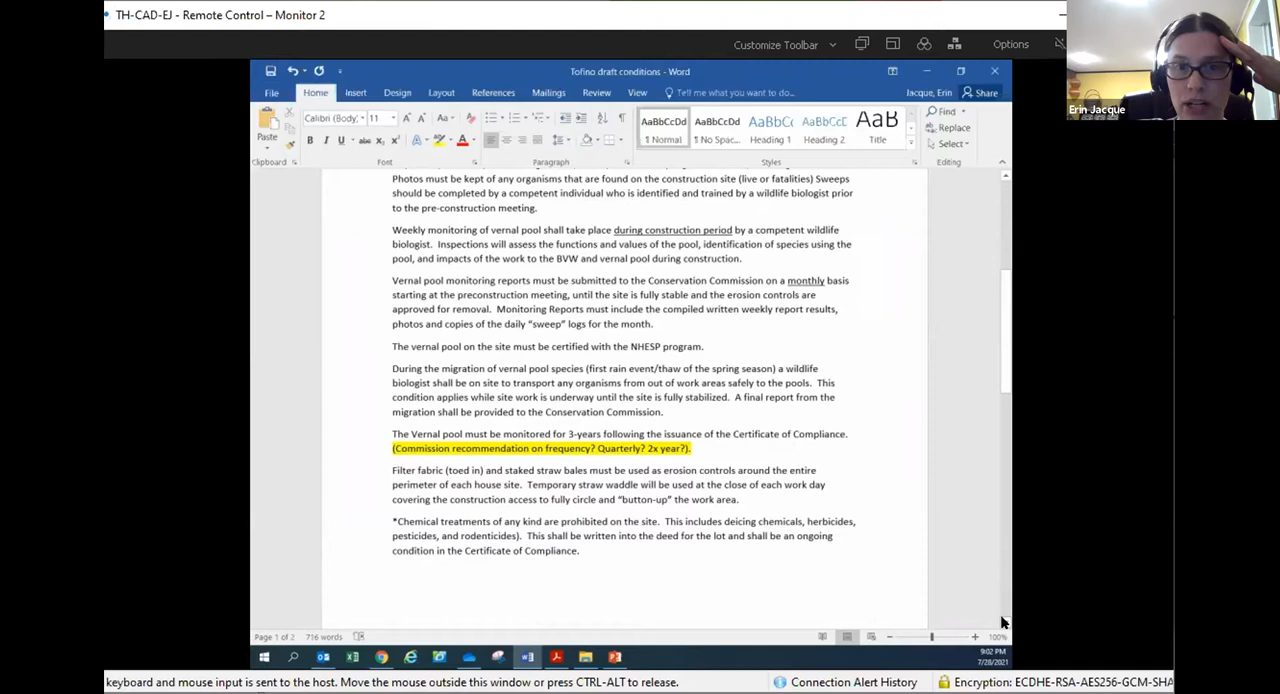 TH-CAD-EJ - Remote Control – Monitor 2
Customize Toolbar
Options
Erin Jacque
Tofino draft conditions - Word
File Home Insert Design Layout References Mailings Review View Tell me what you want to do... Jacque, Erin Share
Paste
Calibri (Body) 11
B I U abc X₂ X²
AaBbCcDd AaBbCcDd AaBbCc AaBbCcD AaB
¶ Normal ¶ No Spac... Heading 1 Heading 2 Title
Find
Replace
Select
Clipboard Font Paragraph Styles Editing
Photos must be kept of any organisms that are found on the construction site (live or fatalities) Sweeps
should be completed by a competent individual who is identified and trained by a wildlife biologist prior
to the pre-construction meeting.
Weekly monitoring of vernal pool shall take place during construction period by a competent wildlife
biologist. Inspections will assess the functions and values of the pool, identification of species using the
pool, and impacts of the work to the BVW and vernal pool during construction.
Vernal pool monitoring reports must be submitted to the Conservation Commission on a monthly basis
starting at the preconstruction meeting, until the site is fully stable and the erosion controls are
approved for removal. Monitoring Reports must include the compiled written weekly report results,
photos and copies of the daily “sweep” logs for the month.
The vernal pool on the site must be certified with the NHESP program.
During the migration of vernal pool species (first rain event/thaw of the spring season) a wildlife
biologist shall be on site to transport any organisms from out of work areas safely to the pools. This
condition applies while site work is underway until the site is fully stabilized. A final report from the
migration shall be provided to the Conservation Commission.
The Vernal pool must be monitored for 3-years following the issuance of the Certificate of Compliance.
(Commission recommendation on frequency? Quarterly? 2x year?).
Filter fabric (toed in) and staked straw bales must be used as erosion controls around the entire
perimeter of each house site. Temporary straw waddle will be used at the close of each work day
covering the construction access to fully circle and “button-up” the work area.
*Chemical treatments of any kind are prohibited on the site. This includes deicing chemicals, herbicides,
pesticides, and rodenticides). This shall be written into the deed for the lot and shall be an ongoing
condition in the Certificate of Compliance.
Page 1 of 2 716 words 100%
9:02 PM
7/28/2021
keyboard and mouse input is sent to the host. Move the mouse outside this window or press CTRL-ALT to release. Connection Alert History Encryption: ECDHE-RSA-AES256-GCM-SHA